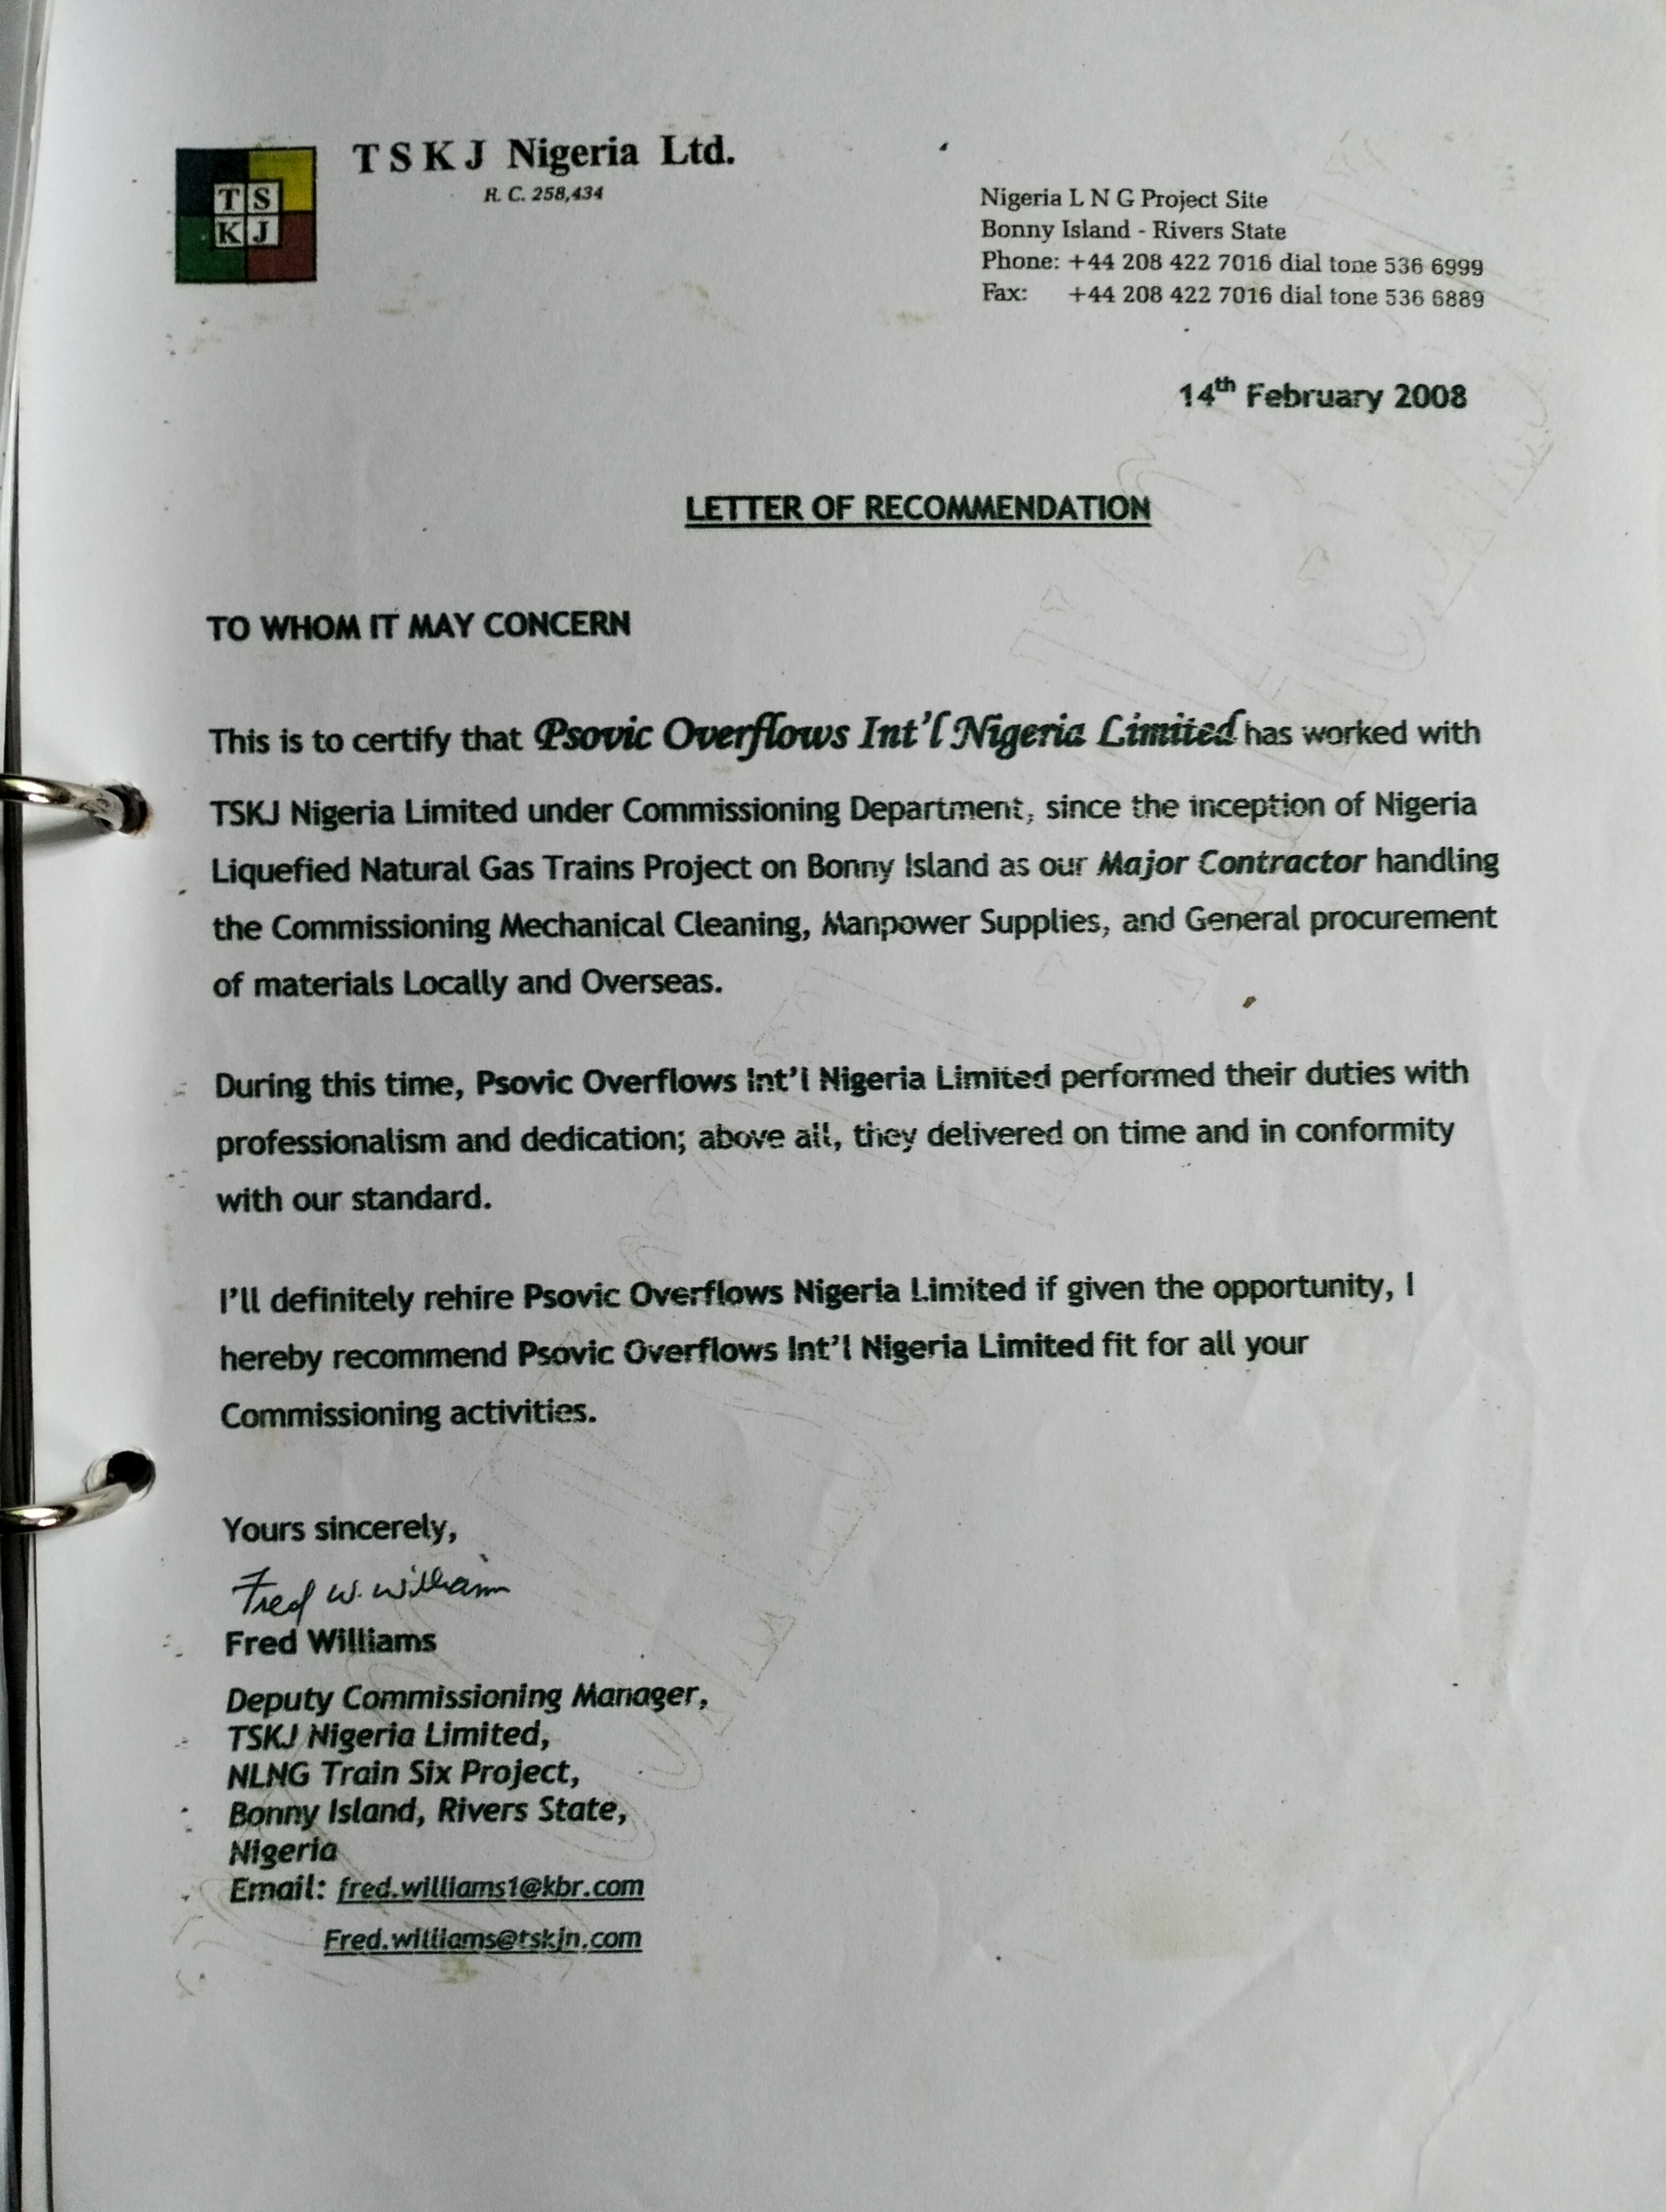 TS
KJ
TSKJ Nigeria Ltd.
R. C. 258,434
Nigeria L N G Project Site
Bonny Island - Rivers State
Phone: +44 208 422 7016 dial tone 536 6999
Fax: +44 208 422 7016 dial tone 536 6889
14th February 2008
LETTER OF RECOMMENDATION
TO WHOM IT MAY CONCERN
This is to certify that Psovic Overflows Int'l Nigeria Limited has worked with
TSKJ Nigeria Limited under Commissioning Department, since the inception of Nigeria
Liquefied Natural Gas Trains Project on Bonny Island as our Major Contractor handling
the Commissioning Mechanical Cleaning, Manpower Supplies, and General procurement
of materials Locally and Overseas.
During this time, Psovic Overflows Int'l Nigeria Limited performed their duties with
professionalism and dedication; above all, they delivered on time and in conformity
with our standard.
I'll definitely rehire Psovic Overflows Nigeria Limited if given the opportunity, I
hereby recommend Psovic Overflows Int'l Nigeria Limited fit for all your
Commissioning activities.
Yours sincerely,
Fred W William
Fred Williams
Deputy Commissioning Manager,
TSKJ Nigeria Limited,
NLNG Train Six Project,
Bonny Island, Rivers State,
Nigeria
Email: fred.williams1@kbr.com
Fred.williams@tskjn.com